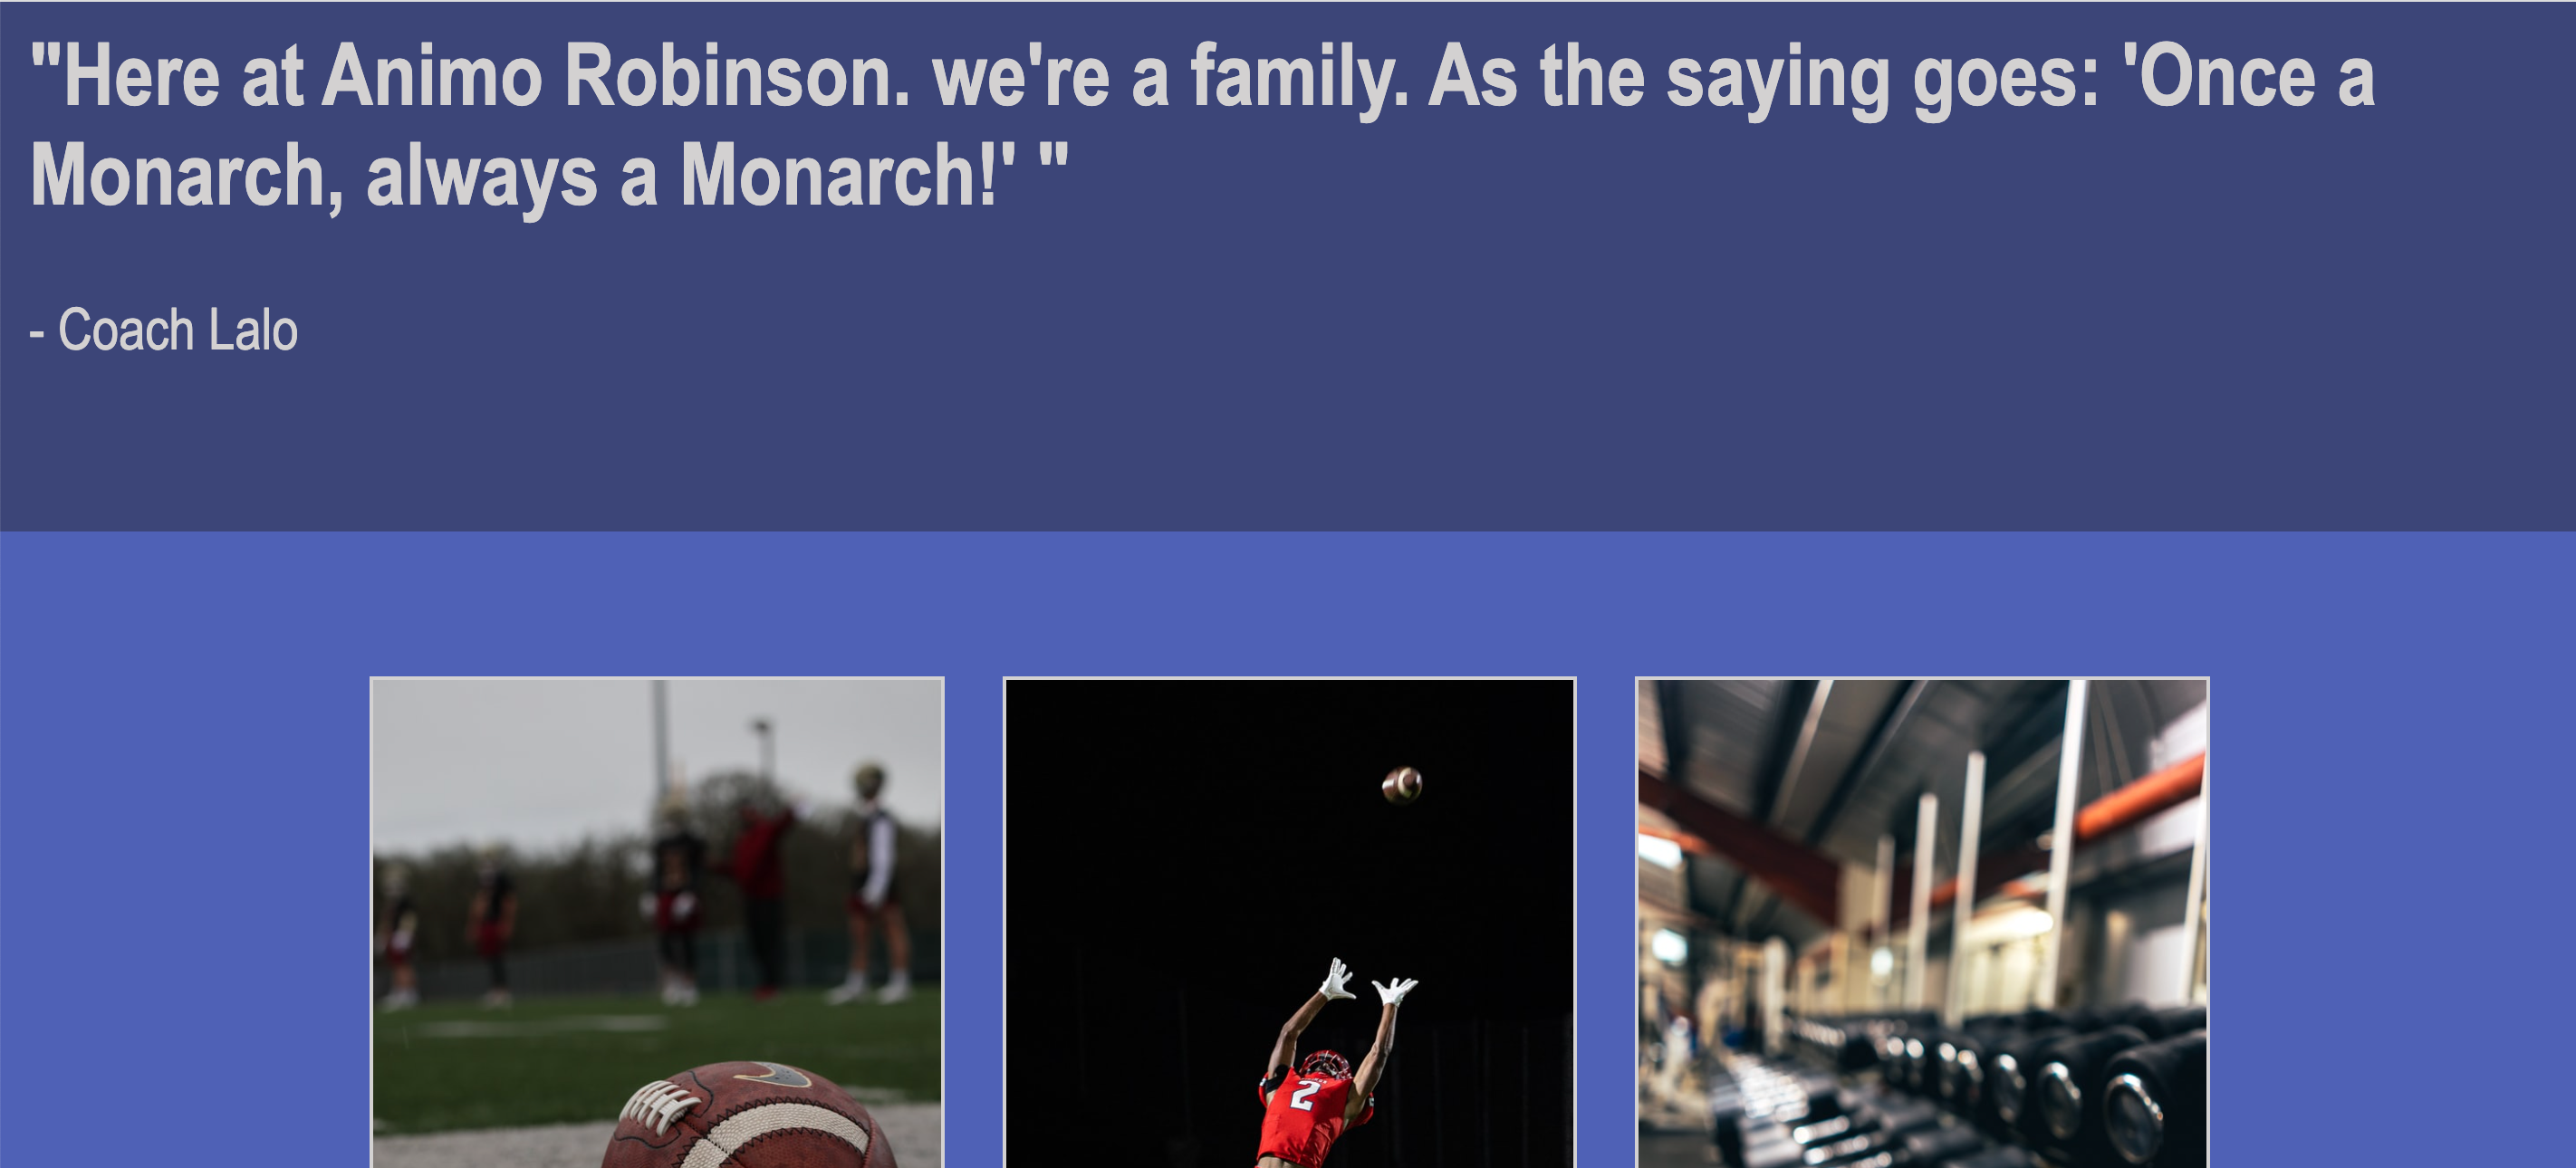 "Here at Animo Robinson. we're a family. As the saying goes: 'Once a
Monarch, always a Monarch!' "
- Coach Lalo
2